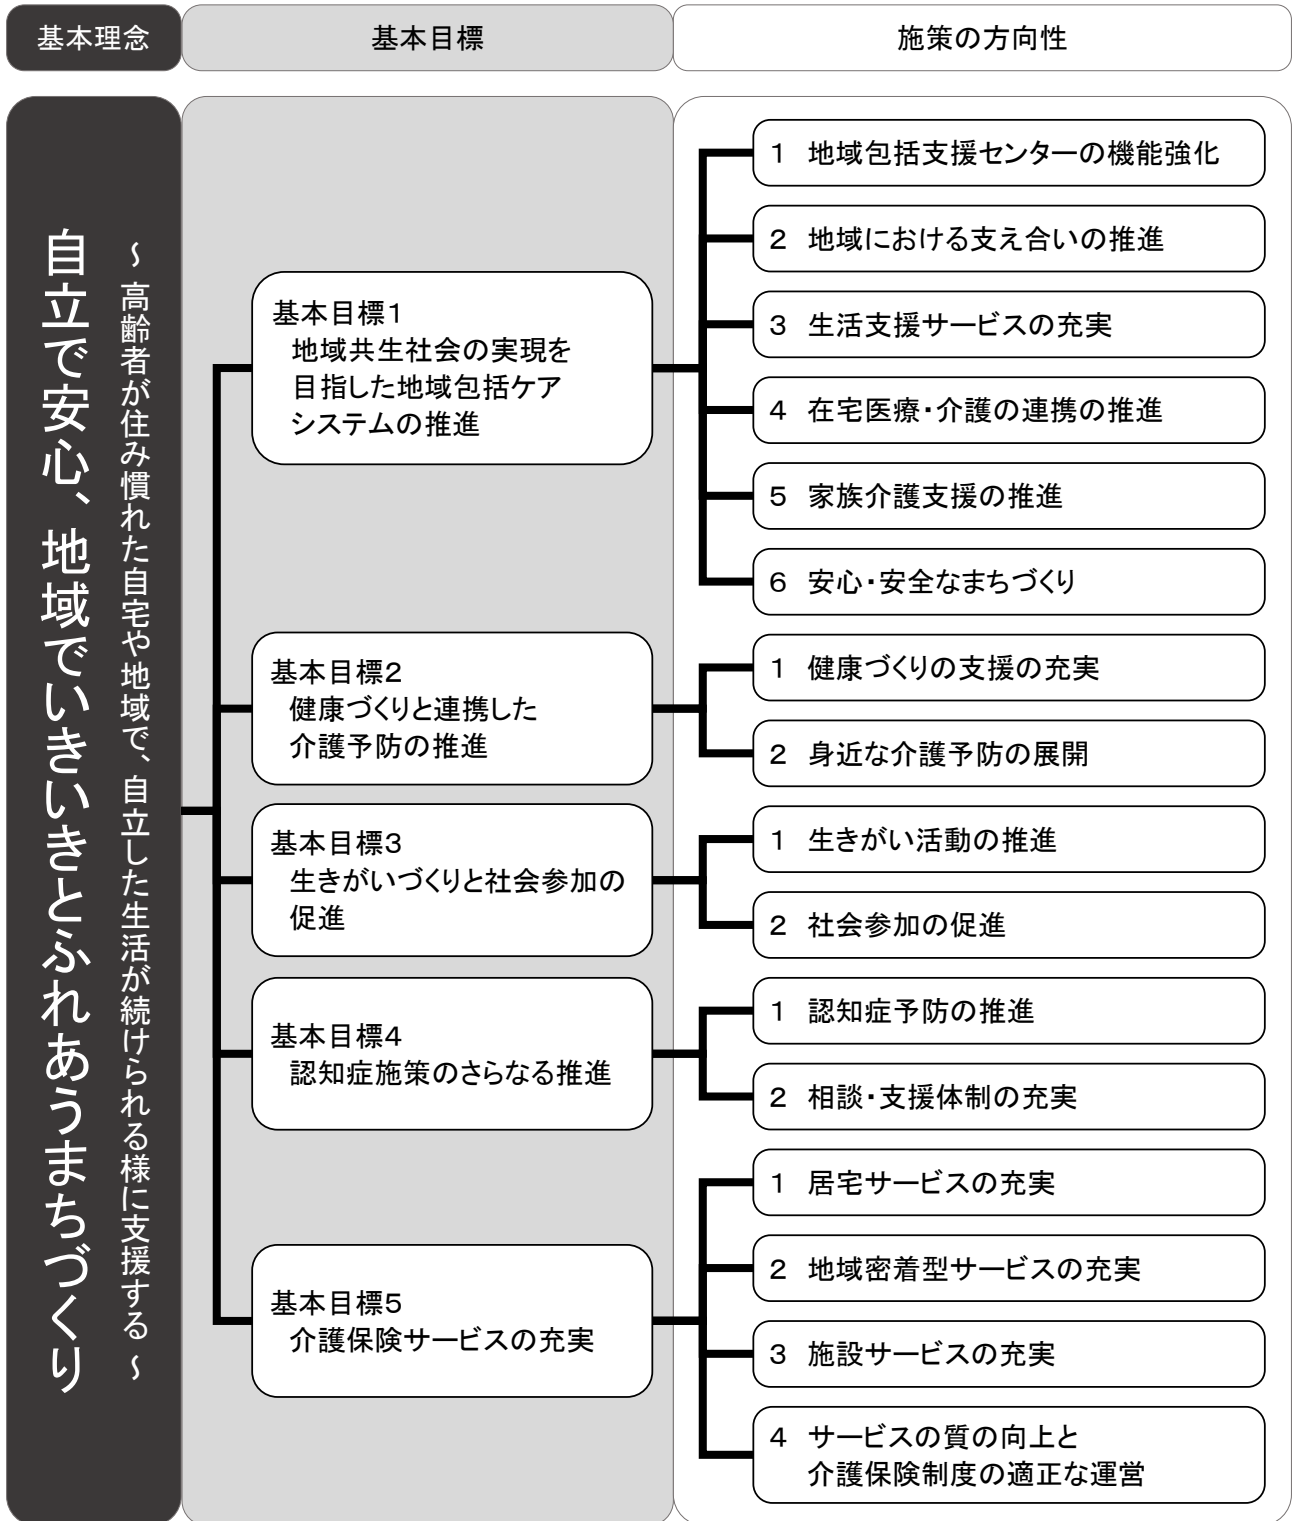 基本理念
基本目標
施策の方向性
自立で安心、地域でいきいきとふれあうまちづくり
～高齢者が住み慣れた自宅や地域で、自立した生活が続けられる様に支援する～
基本目標1
地域共生社会の実現を
目指した地域包括ケア
システムの推進
1 地域包括支援センターの機能強化
2 地域における支え合いの推進
3 生活支援サービスの充実
4 在宅医療・介護の連携の推進
5 家族介護支援の推進
6 安心・安全なまちづくり
基本目標2
健康づくりと連携した
介護予防の推進
1 健康づくりの支援の充実
2 身近な介護予防の展開
基本目標3
生きがいづくりと社会参加の
促進
1 生きがい活動の推進
2 社会参加の促進
基本目標4
認知症施策のさらなる推進
1 認知症予防の推進
2 相談・支援体制の充実
基本目標5
介護保険サービスの充実
1 居宅サービスの充実
2 地域密着型サービスの充実
3 施設サービスの充実
4 サービスの質の向上と
介護保険制度の適正な運営